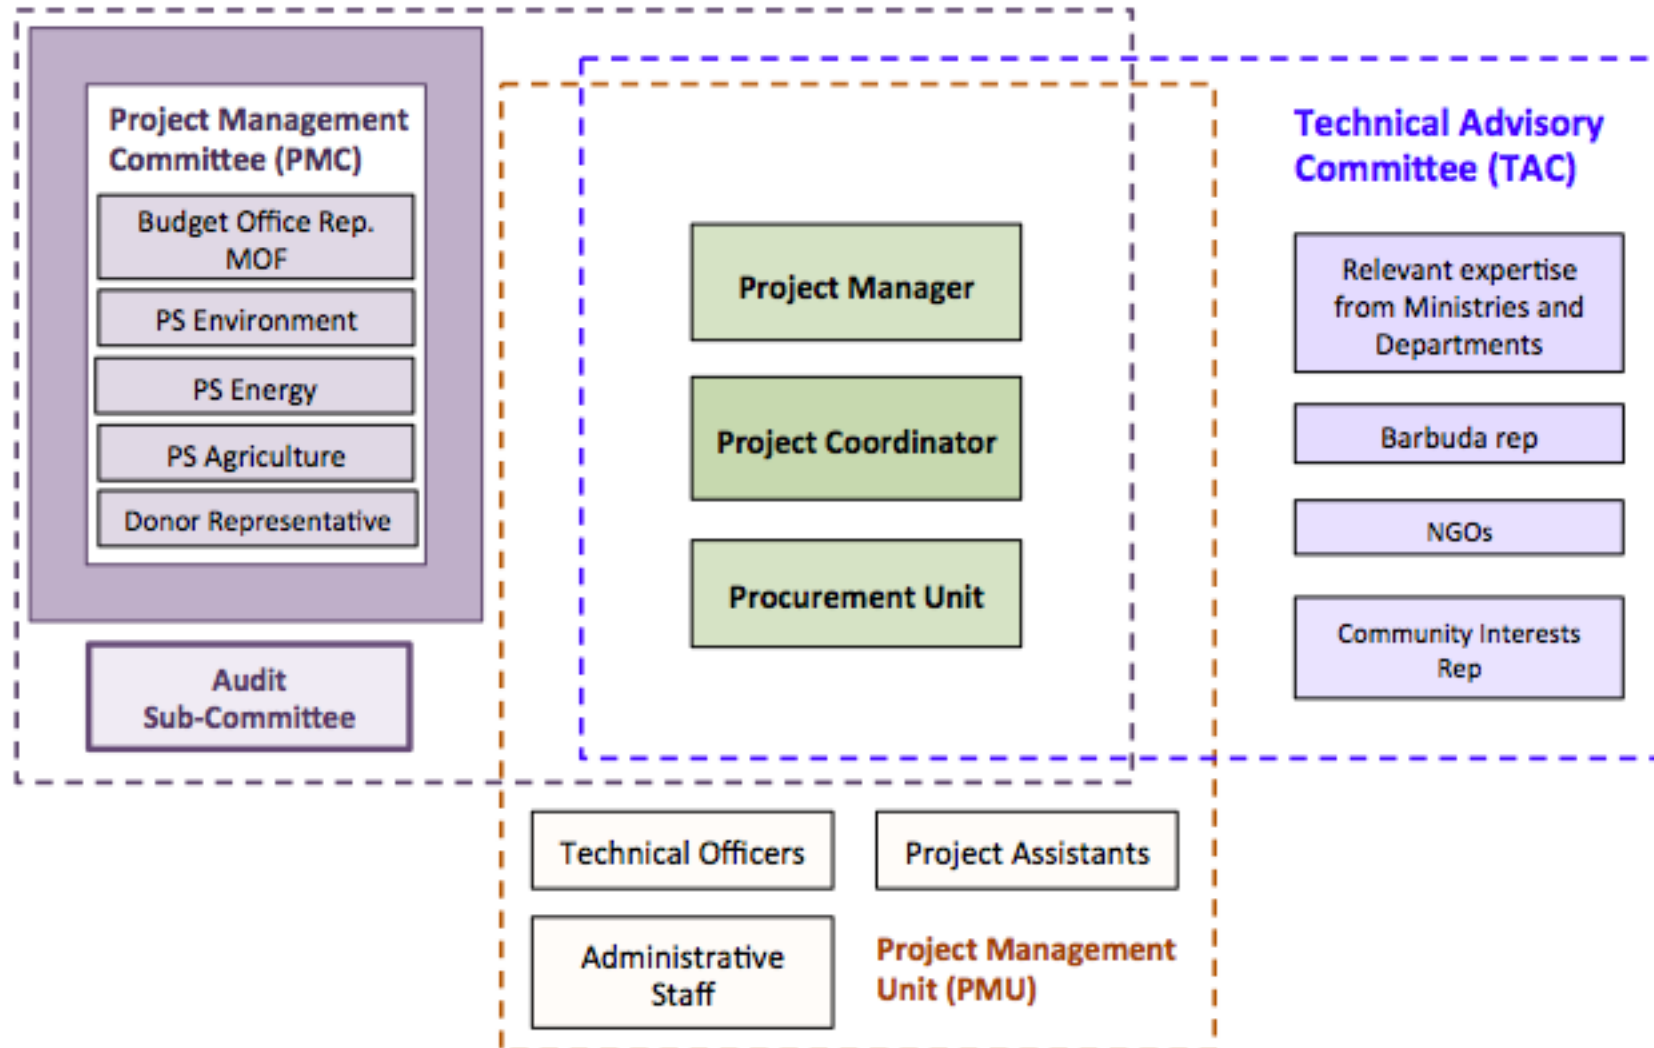 Project Management
Committee (PMC)
Budget Office Rep.
MOF
PS Environment
PS Energy
PS Agriculture
Donor Representative
Audit
Sub-Committee
Project Manager
Project Coordinator
Procurement Unit
Technical Advisory
Committee (TAC)
Relevant expertise
from Ministries and
Departments
Barbuda rep
NGOs
Community Interests
Rep
Technical Officers
Project Assistants
Administrative
Staff
Project Management
Unit (PMU)